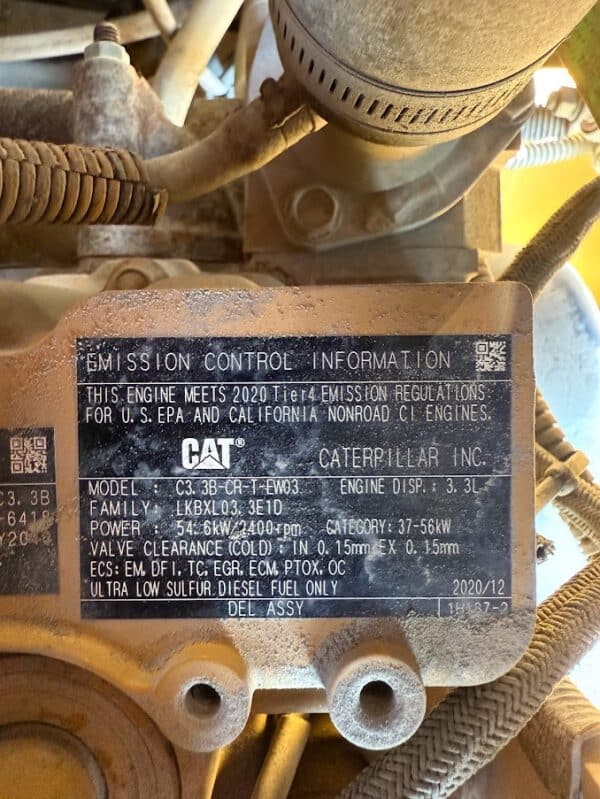 EMISSION CONTROL INFORMATION
THIS ENGINE MEETS 2020 Tier4 EMISSION REGULATIONS
FOR U.S. EPA AND CALIFORNIA NONROAD CI ENGINES.
CAT® CATERPILLAR INC.
MODEL : C3.3B-CR-T-EW03 ENGINE DISP.: 3.3L
FAMILY: LKBXL03.3E1D
POWER : 54.6kW/2400rpm CATEGORY: 37-56kW
VALVE CLEARANCE(COLD): IN 0.15mm EX 0.15mm
ECS: EM, DFI, TC, EGR, ECM, PTOX, OC
ULTRA LOW SULFUR DIESEL FUEL ONLY 2020/12
DEL ASSY
C3.3B